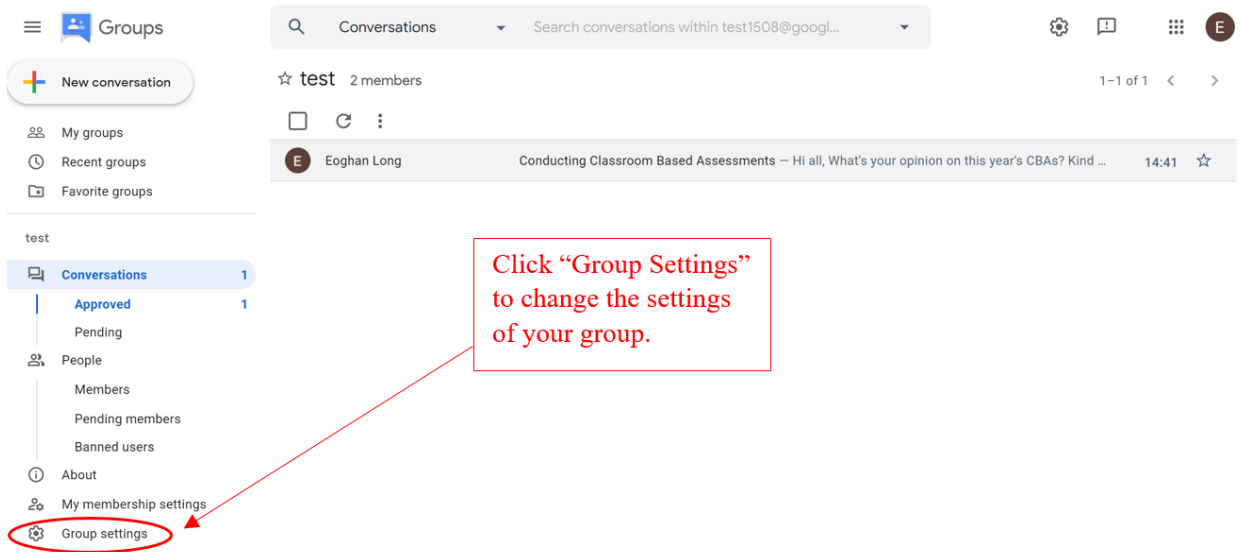 Groups
Conversations
Search conversations within test1508@googl...
E
New conversation
test 2 members
1–1 of 1
My groups
Recent groups
Favorite groups
E Eoghan Long Conducting Classroom Based Assessments – Hi all, What's your opinion on this year's CBAs? Kind ... 14:41
test
Conversations 1
Approved 1
Pending
People
Members
Pending members
Banned users
About
My membership settings
Group settings
Click “Group Settings”
to change the settings
of your group.